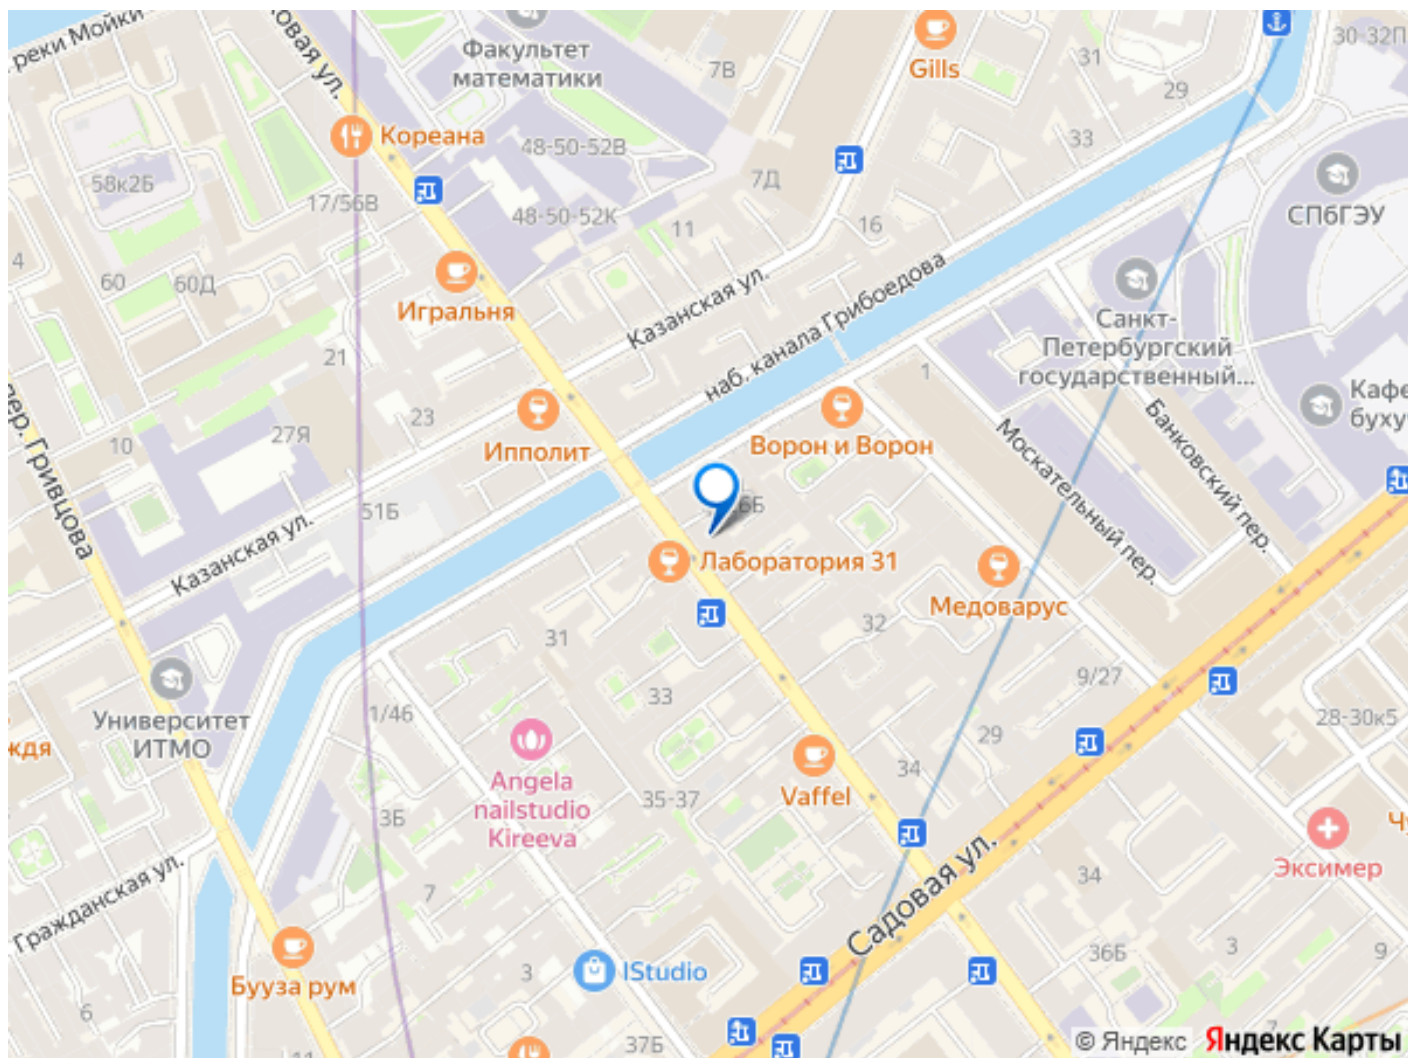 реки Мойки
овая ул.
Факультет
математики
7В
Gills
31
29
33
30-32П
Кореана
48-50-52В
58к2Б
17/56В
48-50-52К
7Д
11
16
СПбГЭУ
4
60
60Д
Игральня
Казанская ул.
наб. канала Грибоедова
Санкт-
Петербургский
государственный...
21
23
10
27Я
Ипполит
Ворон и Ворон
1
Москательный пер.
Банковский пер.
Кафе
буху
пер. Гривцова
51Б
Казанская ул.
6Б
Лаборатория 31
Медоварус
31
32
33
9/27
Университет
ИТМО
ждя
1/46
28-30к5
29
34
Angela
nailstudio
Kireeva
35-37
Vaffel
3Б
Садовая ул.
Эксимер
Чу
Гражданская ул.
7
34
36Б
3
9
Бууза рум
3
IStudio
6
11
37Б
7
© Яндекс
Яндекс Карты